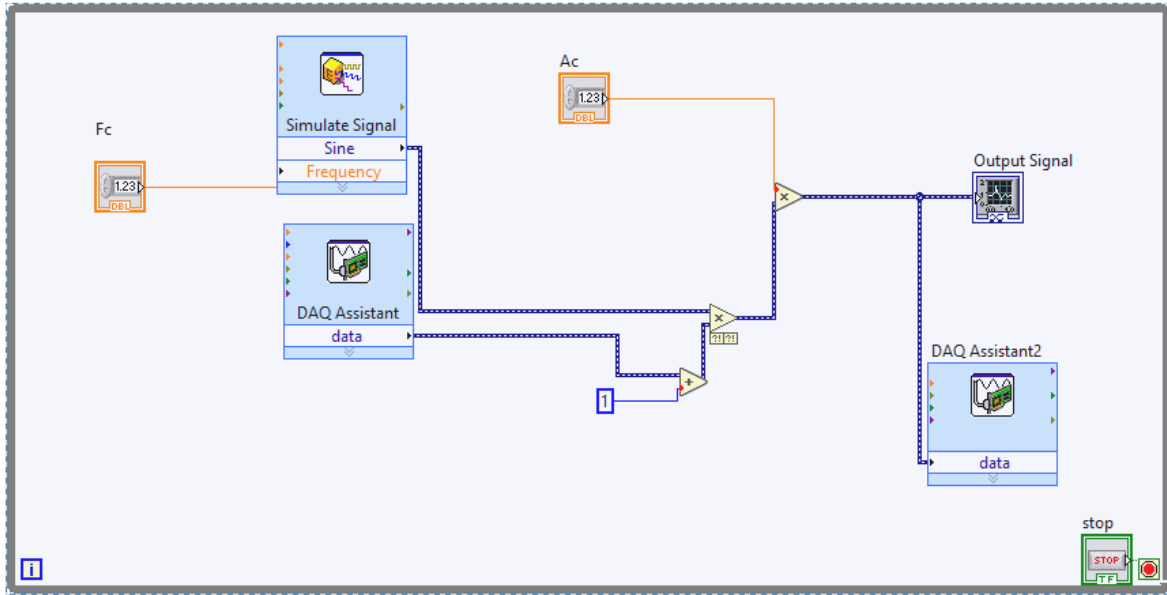 Fc
1.23
DBL
Simulate Signal
Sine
Frequency
DAQ Assistant
data
Ac
1.23
DBL
×
×
?! ?!
+
1
Output Signal
DAQ Assistant2
data
stop
STOP
TF
i